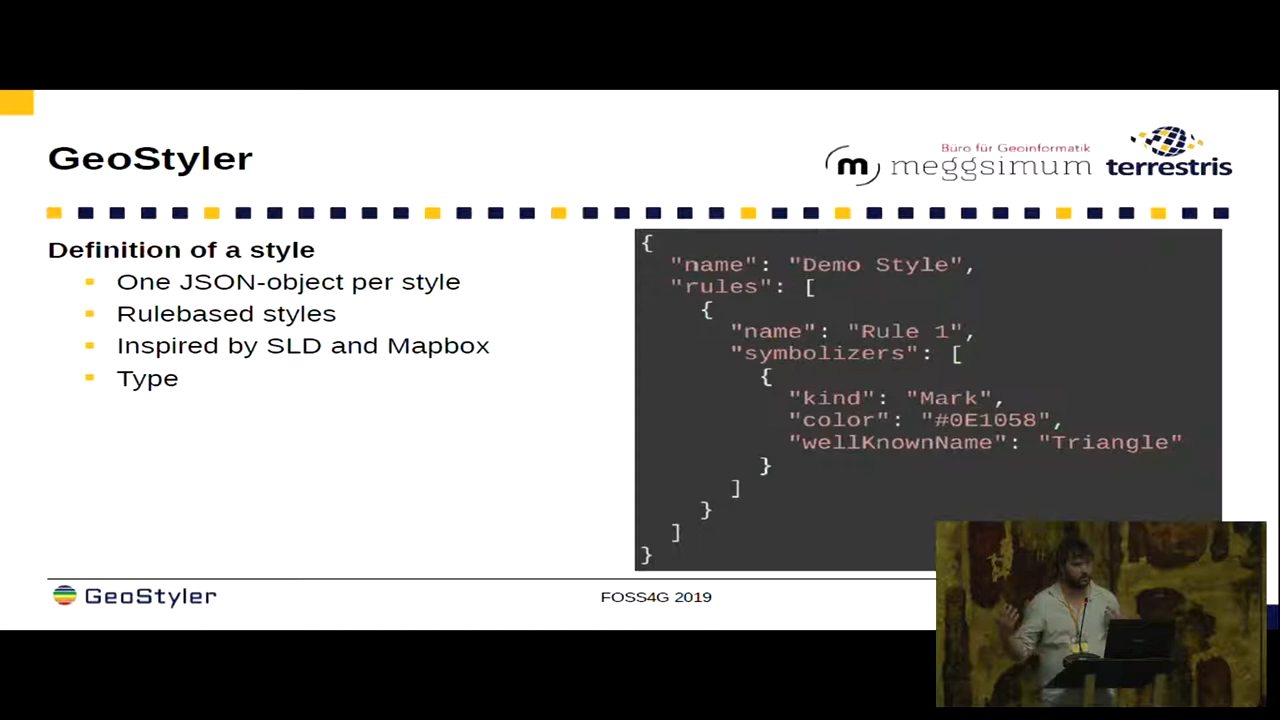 GeoStyler
Büro für Geoinformatik
m meggsimum
terrestris
Definition of a style
One JSON-object per style
Rulebased styles
Inspired by SLD and Mapbox
Type
{
"name": "Demo Style",
"rules": [
{
"name": "Rule 1",
"symbolizers": [
{
"kind": "Mark",
"color": "#0E1058",
"wellKnownName": "Triangle"
}
]
}
]
}
GeoStyler
FOSS4G 2019